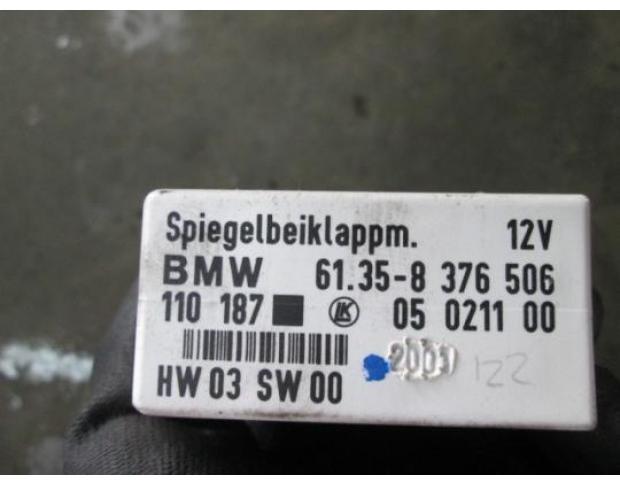 Spiegelbeiklappm. 12V
BMW 61.35-8 376 506
110 187 LK 05 0211 00
2001 122
HW 03 SW 00